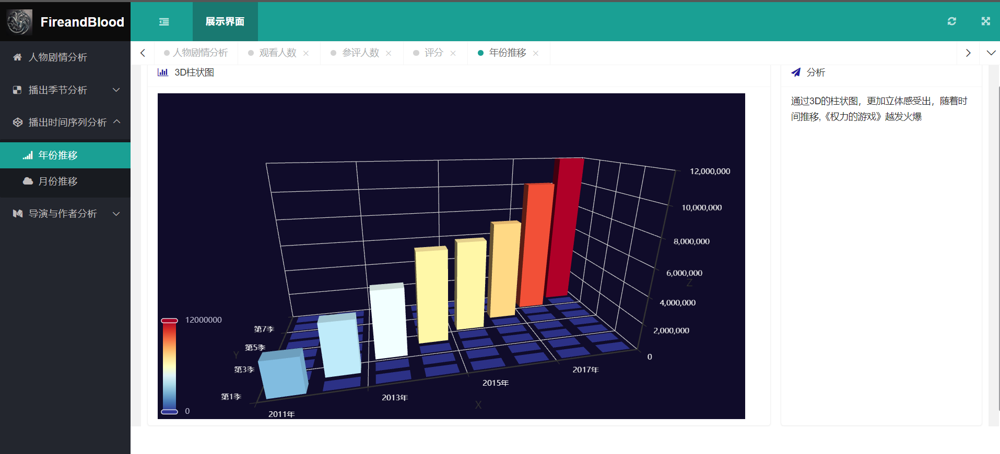 FireandBlood
展示界面
人物剧情分析
播出季节分析
播出时间序列分析
年份推移
月份推移
导演与作者分析
人物剧情分析
观看人数
参评人数
评分
年份推移
3D柱状图
12,000,000
10,000,000
8,000,000
6,000,000
Z
4,000,000
2,000,000
0
12000000
0
第7季
第5季
Y
第3季
第1季
2011年
2013年
2015年
2017年
X
分析
通过3D的柱状图，更加立体感受出，随着时
间推移,《权力的游戏》越发火爆